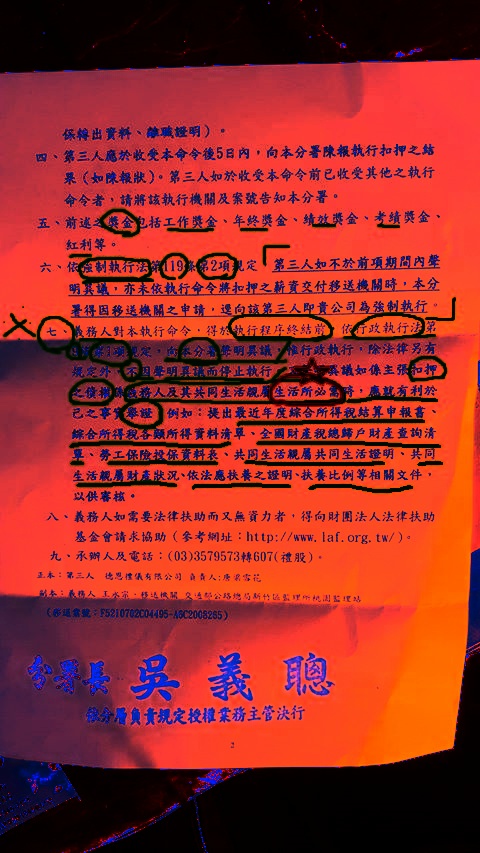 保轉出資料、離職證明)。
四、第三人應於收受本命令後5日內,向本分署陳報執行扣押之結
果(如陳報狀)。第三人如於收受本命令前已收受其他之執行
命令者,請將該執行機關及案號告知本分署。
五、前述之獎金包括工作獎金、年終獎金、績效獎金、考績獎金、
紅利等。
六、依強制執行法第119條第2項規定「第三人如不於前項期間內聲
明異議,亦未依執行命令將扣押之薪資交付移送機關時,本分
署得因移送機關之申請,逕向該第三人即貴公司為強制執行。」
七、義務人對本執行命令,得於執行程序終結前,依行政執行法第
規定,向本分署聲明異議,惟行政執行,除法律另有
規定外,不因聲明異議而停止執行。異議如係主張扣押
之債權係義務人及其共同生活親屬生活所必需時,應就有利於
己之事實舉證,例如:提出最近年度綜合所得稅結算申報書、
綜合所得稅各類所得資料清單、全國財產稅總歸戶財產查詢清
單、勞工保險投保資料表、共同生活親屬共同生活證明、共同
生活親屬財產狀況、依法應扶養之證明、扶養比例等相關文件,
以供審核。
八、義務人如需要法律扶助而又無資力者,得向財團法人法律扶助
基金會請求協助(參考網址:http://www.laf.org.tw/)。
九、承辦人及電話:(03)3579573轉607(禮股)。
正本:第三人 德恩禮儀有限公司 負責人:唐梁雪花
副本:義務人 王水宗、移送機關 交通部公路總局新竹區監理所桃園監理站
(移送案號:F5210702C04495-AGC2008285)
分署長 吳義聰
依分層負責規定授權業務主管決行
2